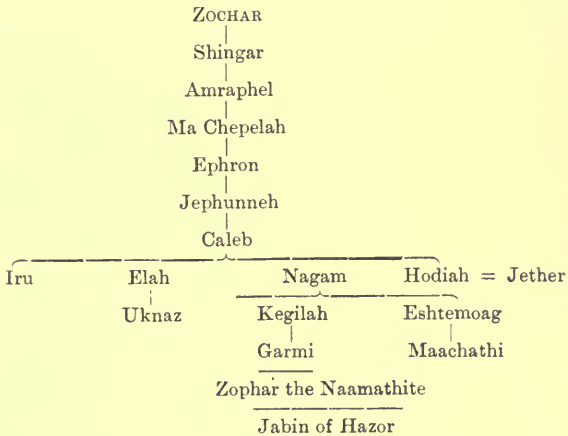 ZOCHAR
Shingar
Amraphel
Ma Chepelah
Ephron
Jephunneh
Caleb
Iru Elah Nagam Hodiah = Jether
Uknaz Kegilah Eshtemoag
Garmi Maachathi
Zophar the Naamathite
Jabin of Hazor